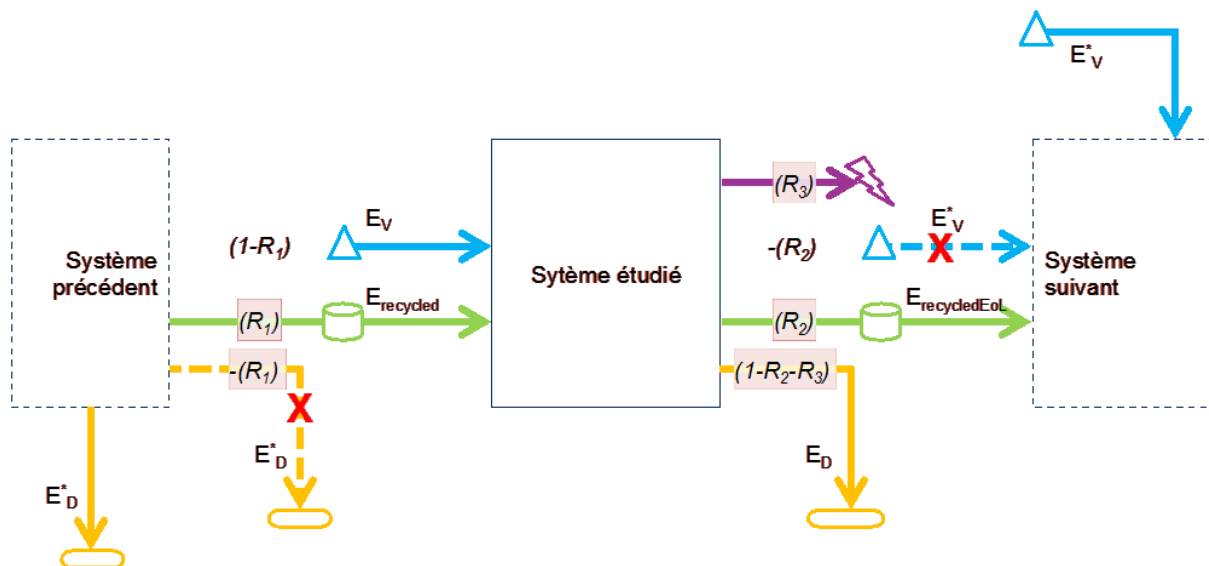 E*V
(R3)
EV
E*V
(1-R1)
-(R2)
Système
précédent
Sytème étudié
Système
suivant
Erecycled
ErecycledEoL
(R1)
(R2)
-(R1)
(1-R2-R3)
X
X
E*D
E*D
ED